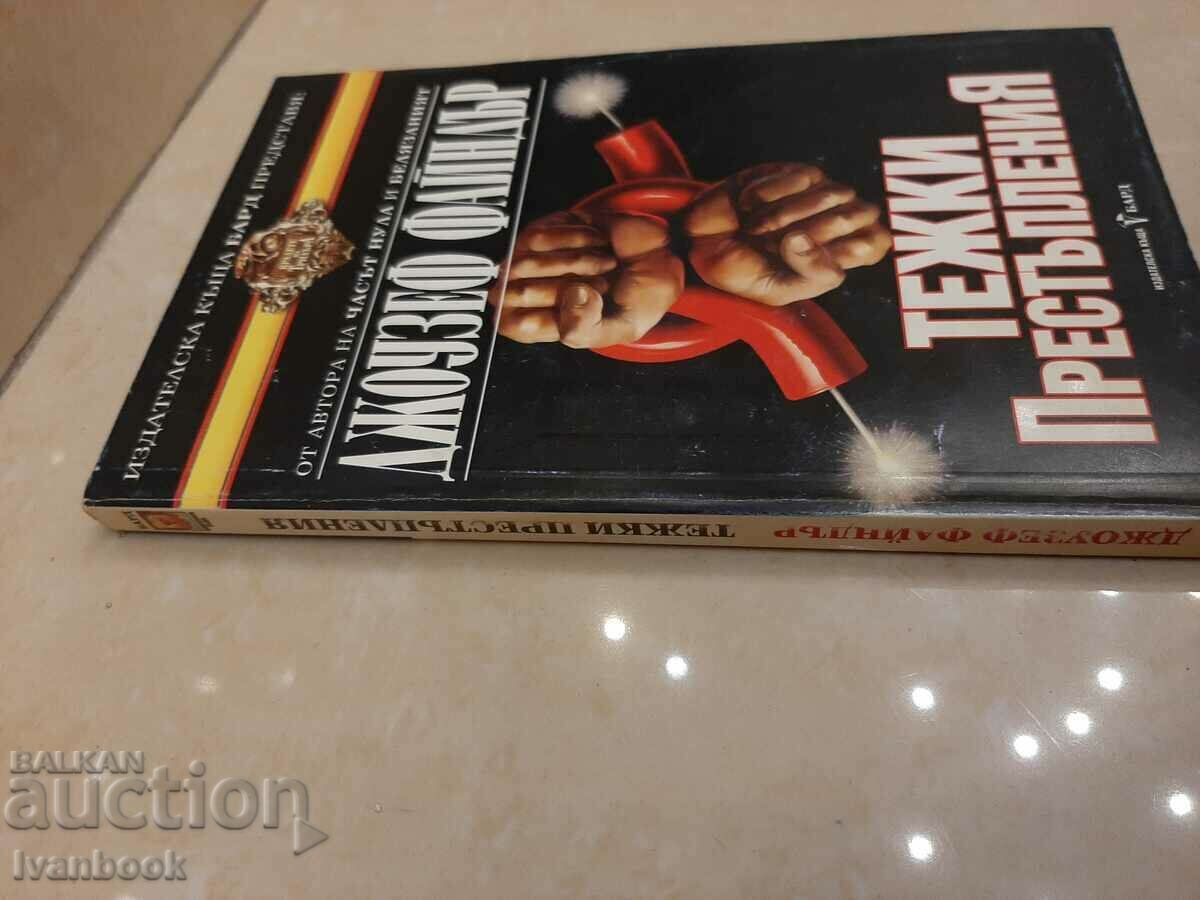 ИЗДАТЕЛСКА КЪЩА БАРД ПРЕДСТАВЯ:
ОТ АВТОРА НА ЧАСЪТ НУЛА И БЕЛЯЗАНИЯТ
ДЖОУЗЕФ ФАЙНДЪР
ТЕЖКИ
ПРЕСТЪПЛЕНИЯ
ИЗДАТЕЛСКА КЪЩА БАРД
ДЖОУЗЕФ ФАЙНДЪР ТЕЖКИ ПРЕСТЪПЛЕНИЯ
BALKAN
auction
Ivanbook